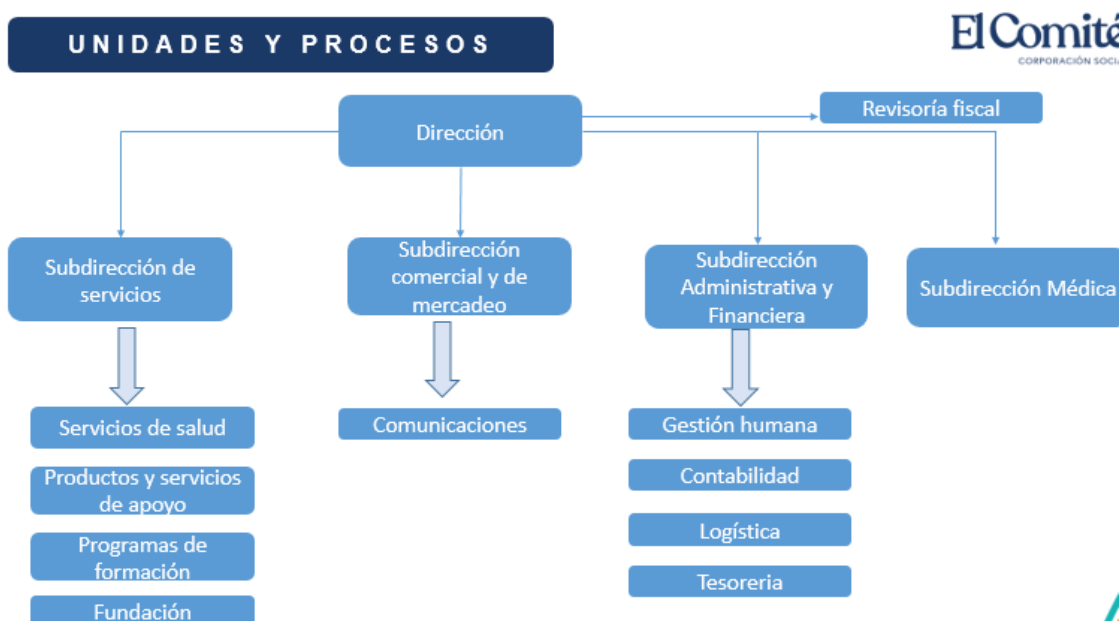 UNIDADES Y PROCESOS
El Comité
CORPORACIÓN SOCIA
Dirección
Revisoría fiscal
Subdirección de
servicios
Subdirección
comercial y de
mercadeo
Subdirección
Administrativa y
Financiera
Subdirección Médica
Servicios de salud
Productos y servicios
de apoyo
Programas de
formación
Fundación
Comunicaciones
Gestión humana
Contabilidad
Logística
Tesoreria